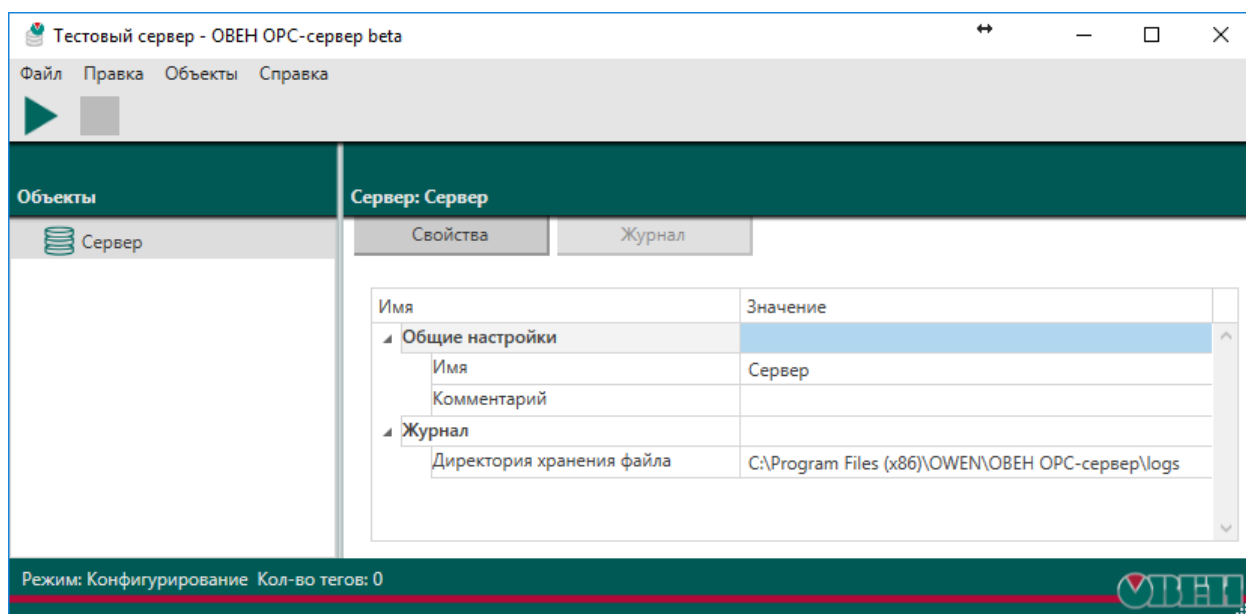 Тестовый сервер - ОВЕН OPC-сервер beta
Файл Правка Объекты Справка
Объекты
Сервер: Сервер
Сервер
Свойства Журнал
Имя Значение
Общие настройки
Имя Сервер
Комментарий
Журнал
Директория хранения файла C:\Program Files (x86)\OWEN\ОВЕН OPC-сервер\logs
Режим: Конфигурирование Кол-во тегов: 0
ОВЕН